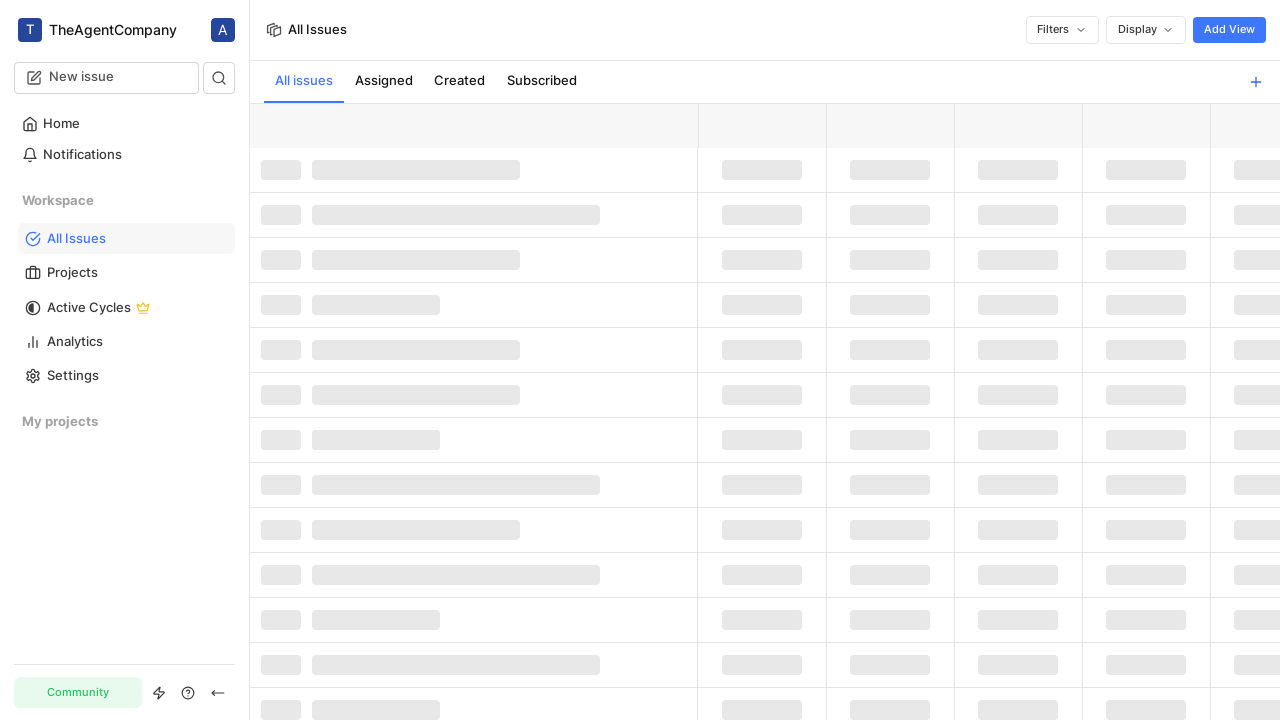 T TheAgentCompany A
New issue
Home
Notifications
Workspace
All Issues
Projects
Active Cycles
Analytics
Settings
My projects
Community
All Issues
Filters
Display
Add View
All issues
Assigned
Created
Subscribed